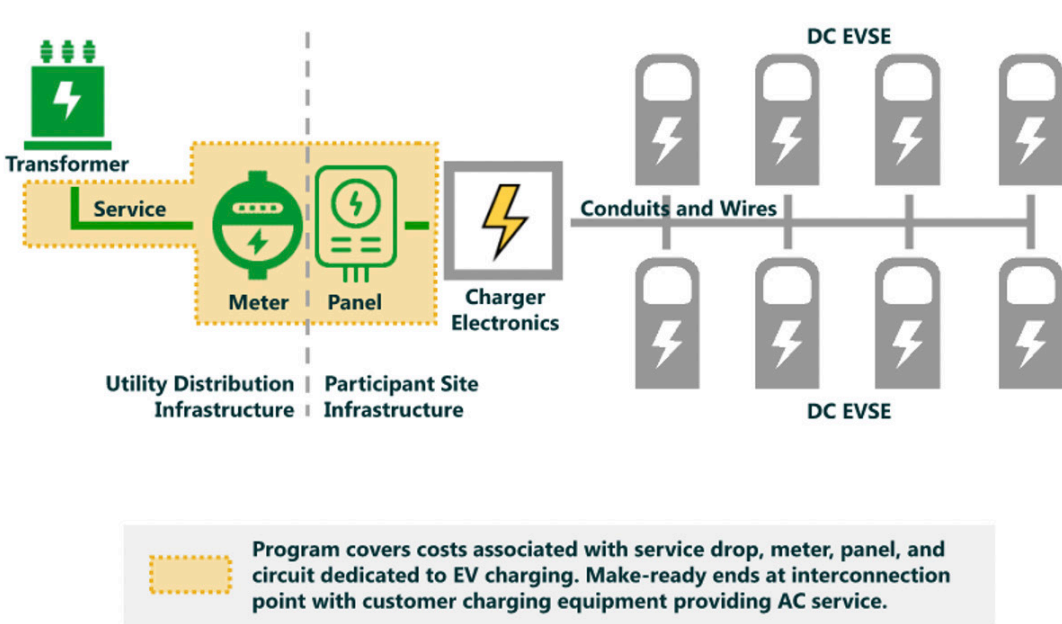 DC EVSE
Transformer
Service
Conduits and Wires
Meter
Panel
Charger
Electronics
Utility Distribution
Infrastructure
Participant Site
Infrastructure
DC EVSE
Program covers costs associated with service drop, meter, panel, and
circuit dedicated to EV charging. Make-ready ends at interconnection
point with customer charging equipment providing AC service.